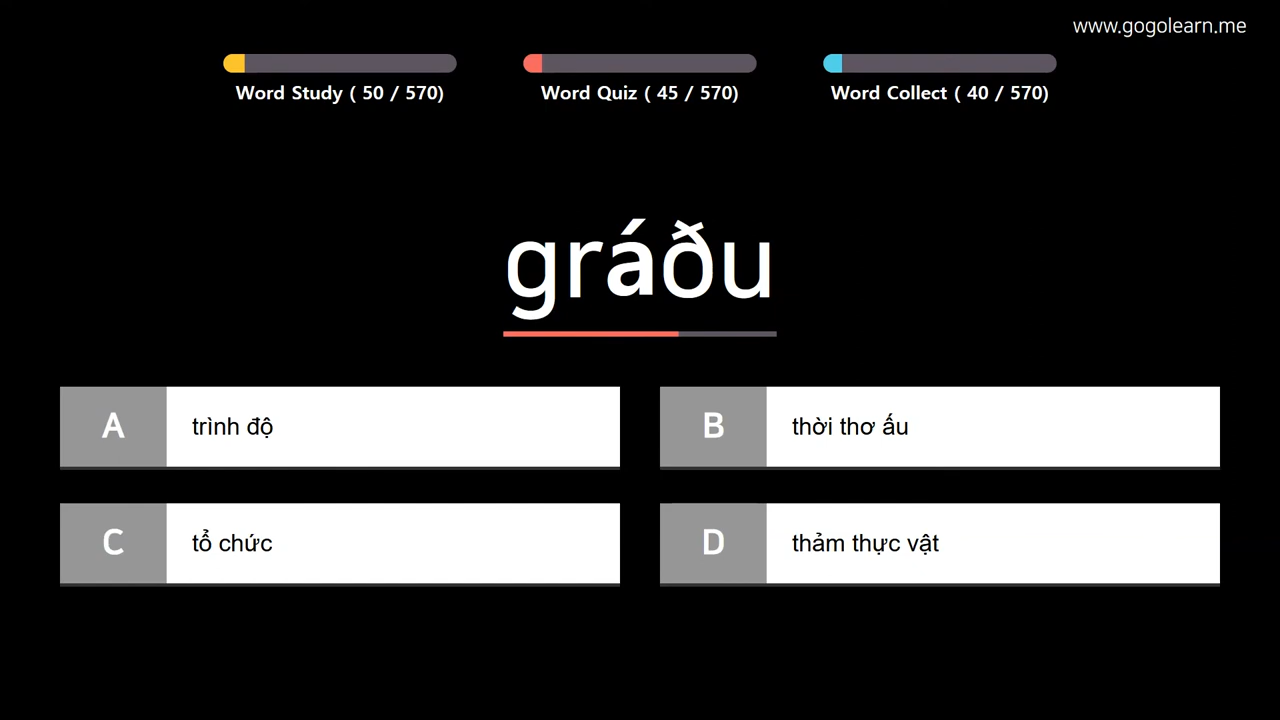 www.gogolearn.me
Word Study ( 50 / 570)
Word Quiz ( 45 / 570)
Word Collect ( 40 / 570)
gráðu
A trình độ
B thời thơ ấu
C tổ chức
D thảm thực vật